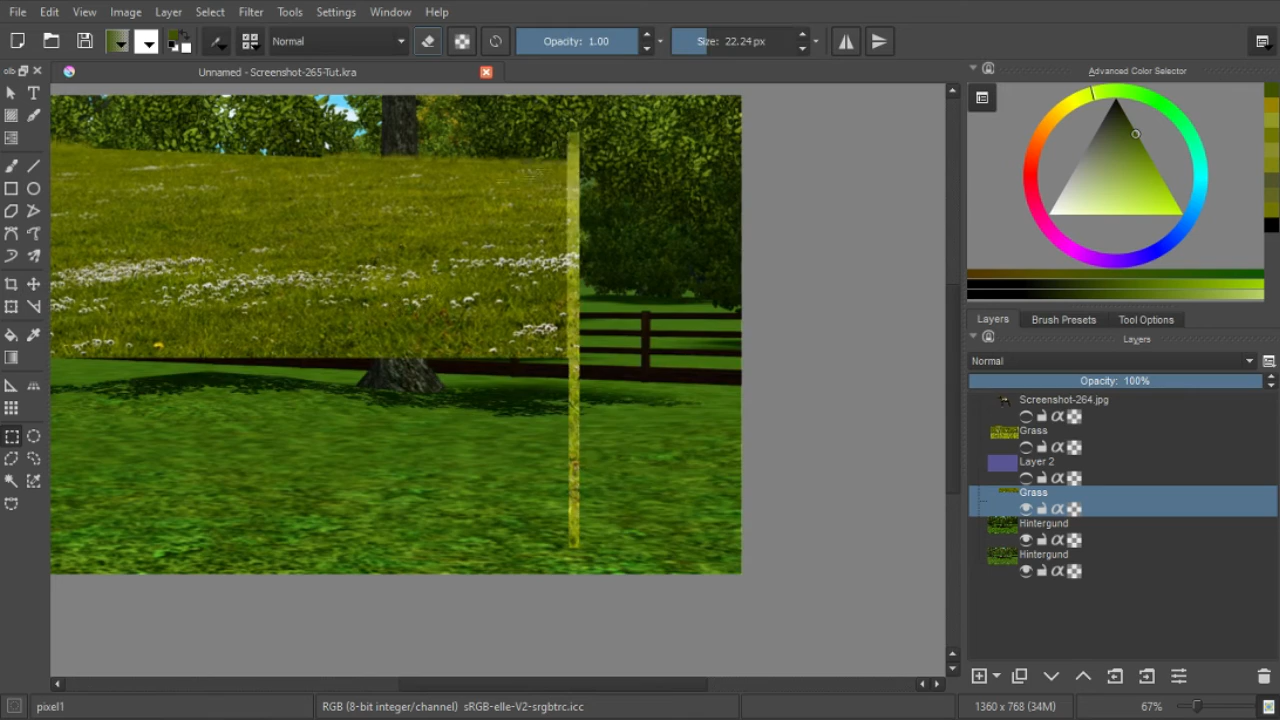 File Edit View Image Layer Select Filter Tools Settings Window Help
Normal Opacity: 1.00 Size: 22.24 px
Unnamed - Screenshot-265-Tut.kra
Advanced Color Selector
Layers Brush Presets Tool Options
Layers
Normal
Opacity: 100%
Screenshot-264.jpg
Grass
Layer 2
Grass
Hintergund
Hintergund
pixel1 RGB (8-bit integer/channel) sRGB-elle-V2-srgbtrc.icc 1360 x 768 (34M) 67%